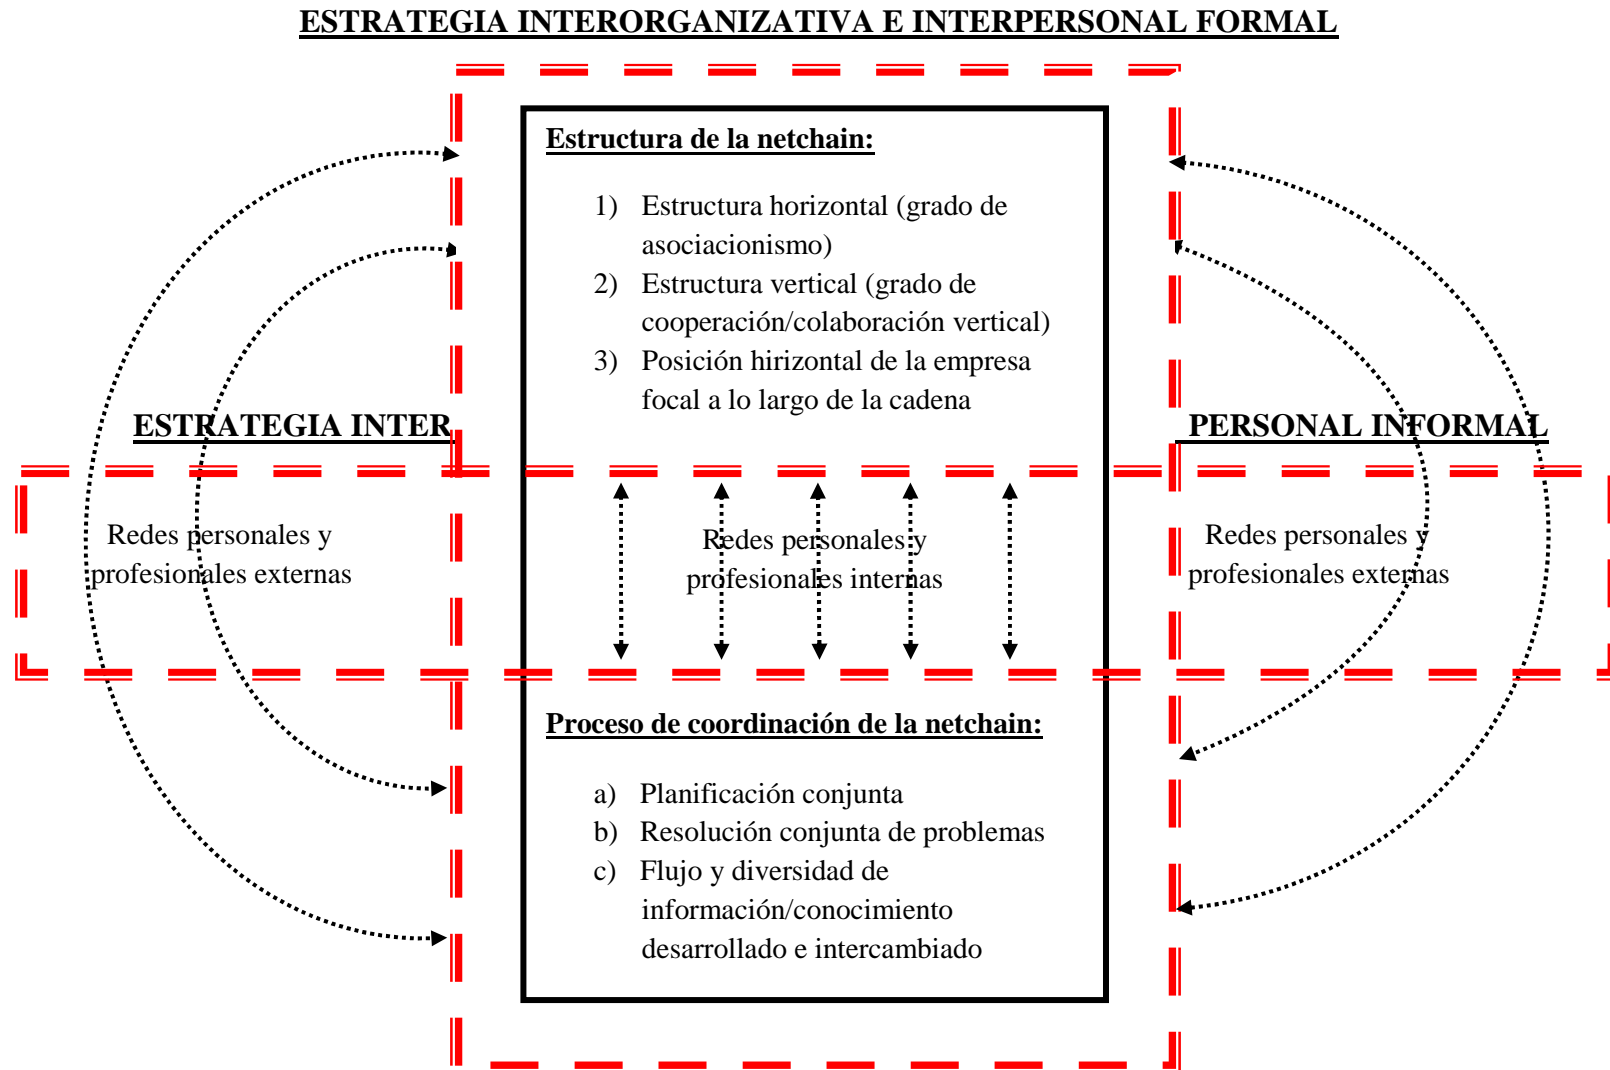 ESTRATEGIA INTERORGANIZATIVA E INTERPERSONAL FORMAL
Estructura de la netchain:
1) Estructura horizontal (grado de
asociacionismo)
2) Estructura vertical (grado de
cooperación/colaboración vertical)
3) Posición hirizontal de la empresa
focal a lo largo de la cadena
ESTRATEGIA INTER PERSONAL INFORMAL
Redes personales y
profesionales externas
Redes personales y
profesionales internas
Redes personales y
profesionales externas
Proceso de coordinación de la netchain:
a) Planificación conjunta
b) Resolución conjunta de problemas
c) Flujo y diversidad de
información/conocimiento
desarrollado e intercambiado